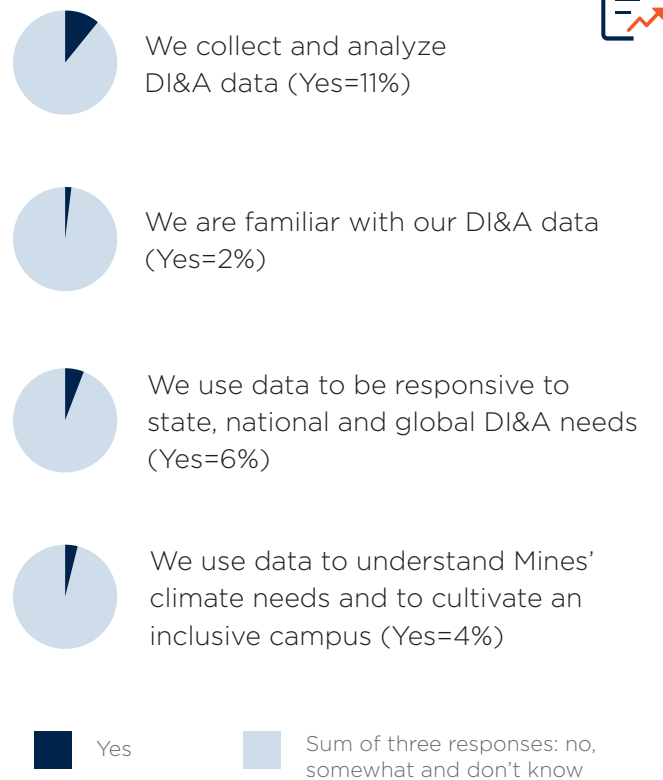 We collect and analyze
DI&A data (Yes=11%)
We are familiar with our DI&A data
(Yes=2%)
We use data to be responsive to
state, national and global DI&A needs
(Yes=6%)
We use data to understand Mines’
climate needs and to cultivate an
inclusive campus (Yes=4%)
Yes
Sum of three responses: no,
somewhat and don’t know